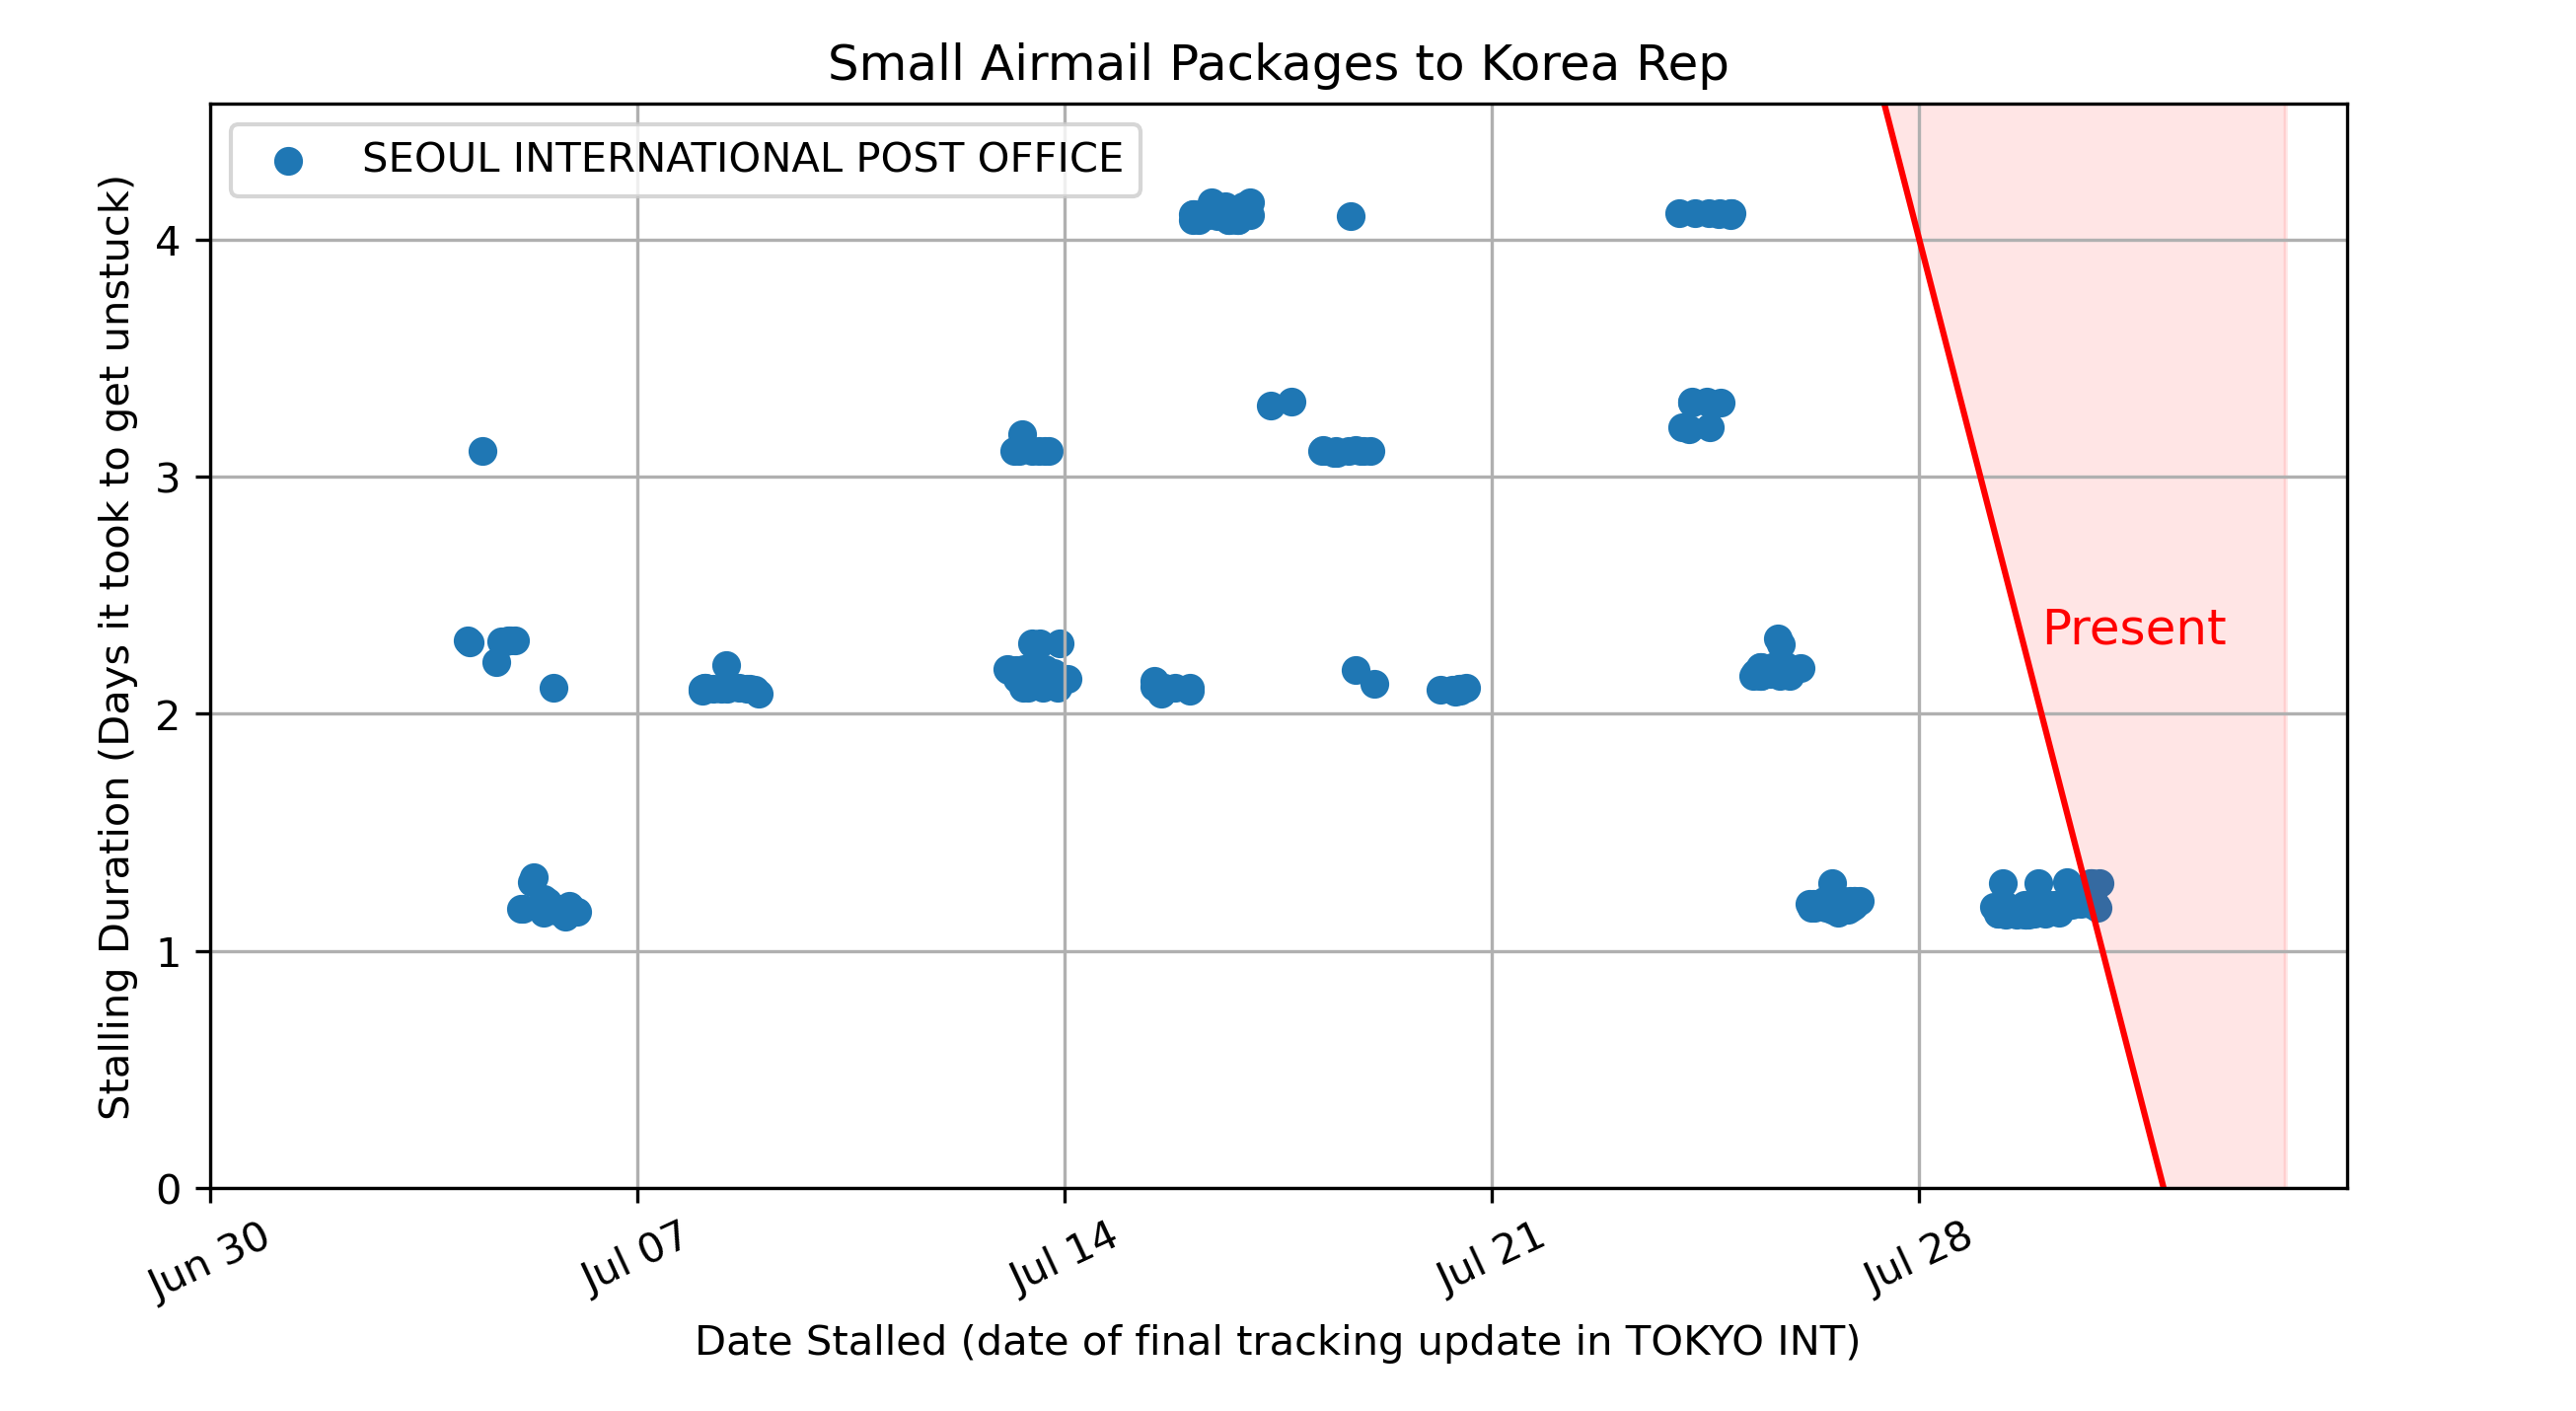 Small Airmail Packages to Korea Rep
SEOUL INTERNATIONAL POST OFFICE
Stalling Duration (Days it took to get unstuck)
4
3
2
1
0
Present
Jun 30
Jul 07
Jul 14
Jul 21
Jul 28
Date Stalled (date of final tracking update in TOKYO INT)